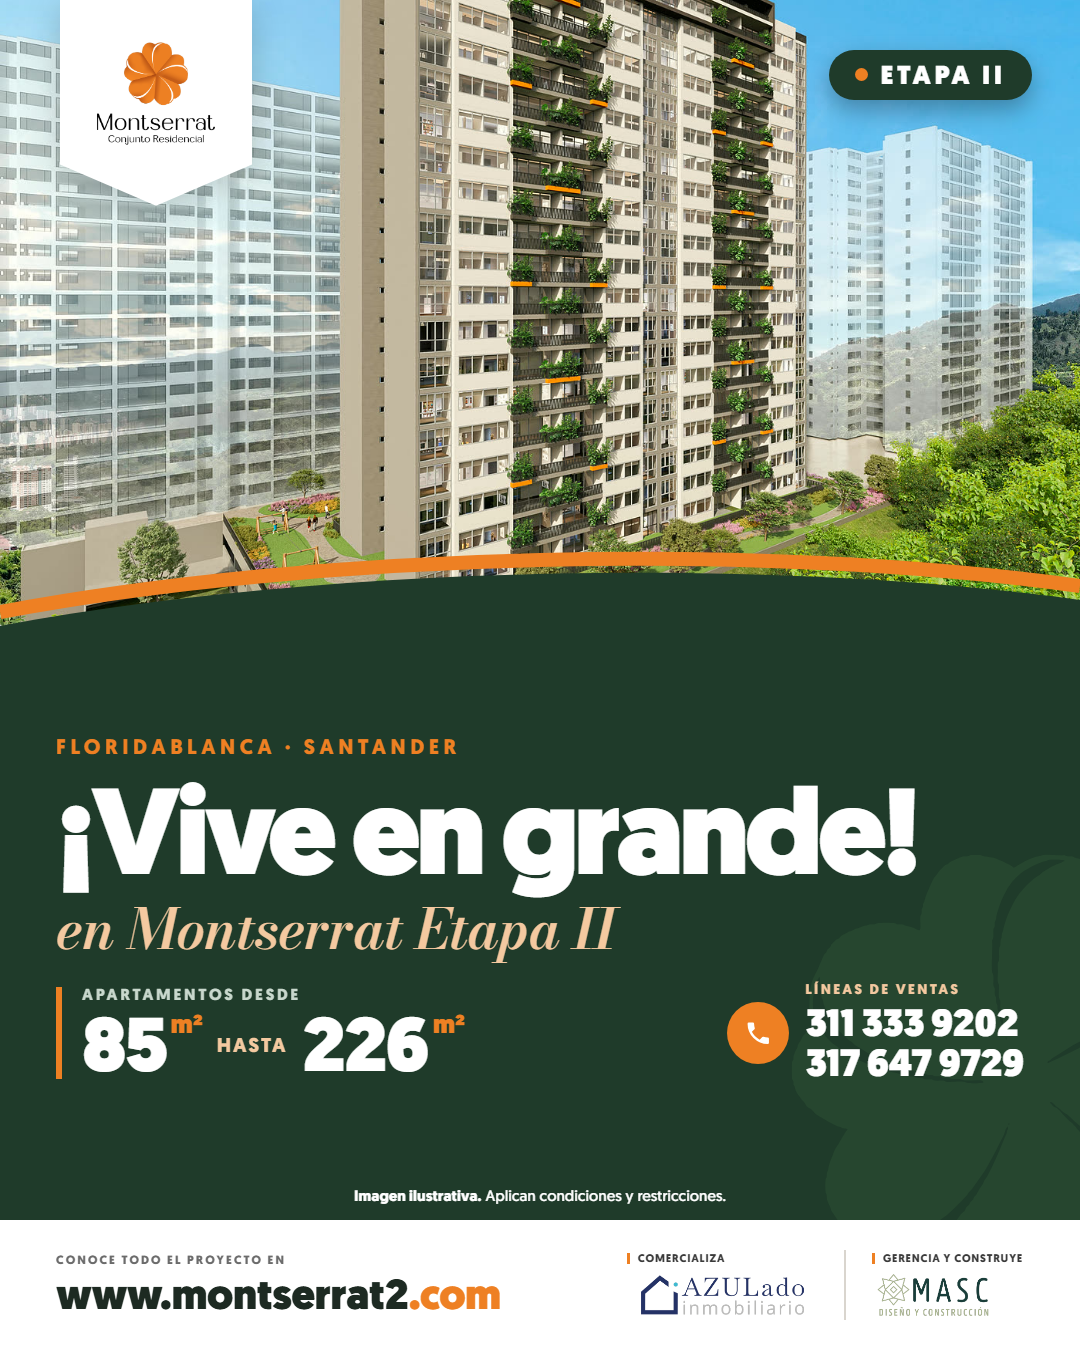 Montserrat
Conjunto Residencial
ETAPA II
FLORIDABLANCA · SANTANDER
¡Vive en grande!
en Montserrat Etapa II
APARTAMENTOS DESDE
85 m² HASTA 226 m²
LÍNEAS DE VENTAS
311 333 9202
317 647 9729
Imagen ilustrativa. Aplican condiciones y restricciones.
CONOCE TODO EL PROYECTO EN
www.montserrat2.com
COMERCIALIZA
AZULado
inmobiliario
GERENCIA Y CONSTRUYE
MASC
DISEÑO Y CONSTRUCCIÓN